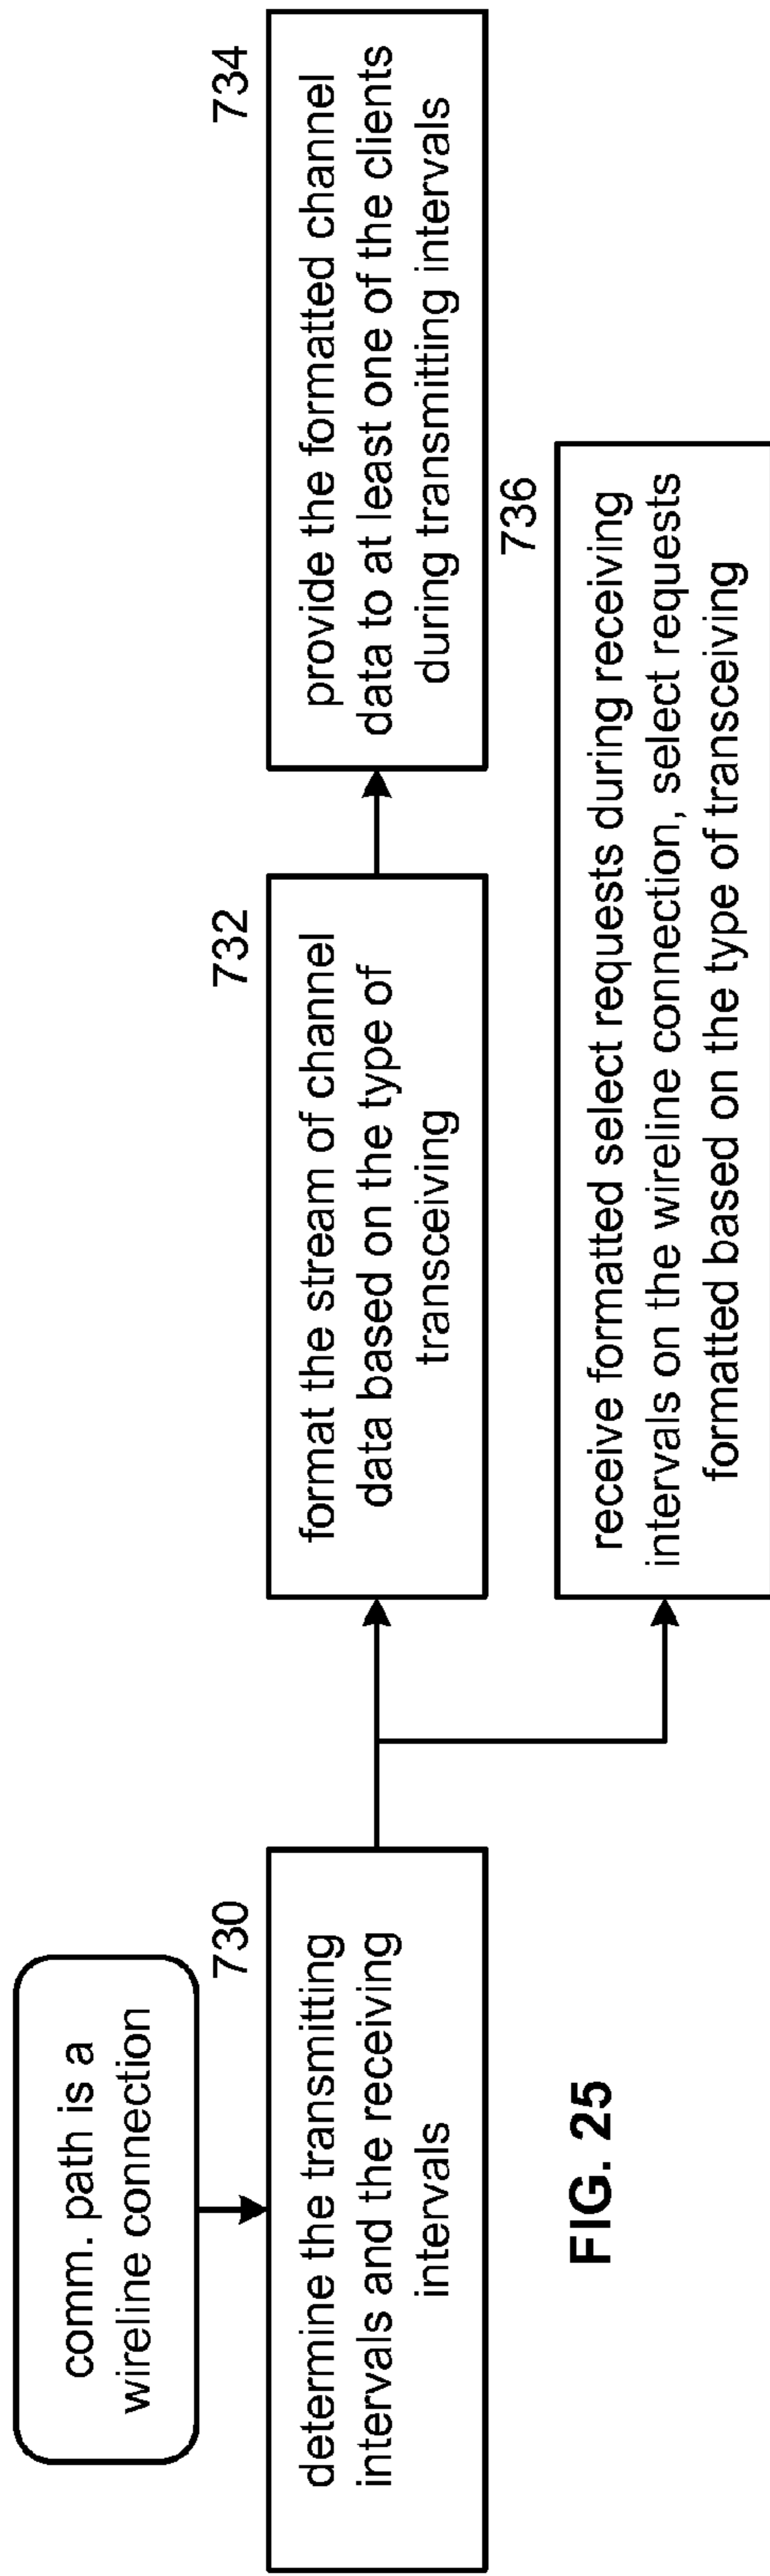 comm. path is a
wireline connection
730
determine the transmitting
intervals and the receiving
intervals
732
format the stream of channel
data based on the type of
transceiving
734
provide the formatted channel
data to at least one of the clients
during transmitting intervals
736
receive formatted select requests during receiving
intervals on the wireline connection, select requests
formatted based on the type of transceiving
FIG. 25